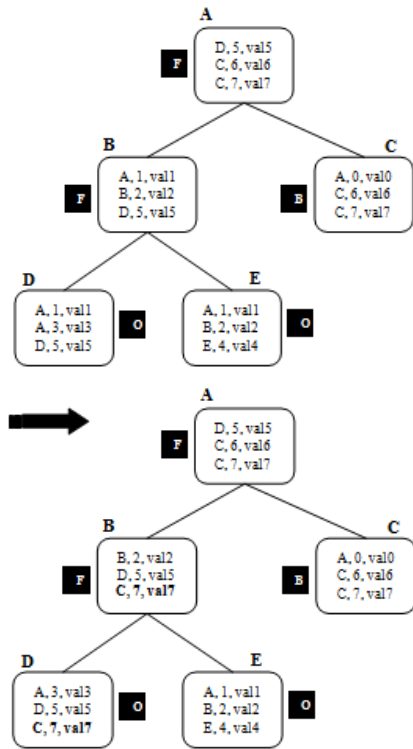 A
F
D, 5, val5
C, 6, val6
C, 7, val7
B
C
F
A, 1, val1
B, 2, val2
D, 5, val5
B
A, 0, val0
C, 6, val6
C, 7, val7
D
E
A, 1, val1
A, 3, val3
D, 5, val5
O
A, 1, val1
B, 2, val2
E, 4, val4
O
A
F
D, 5, val5
C, 6, val6
C, 7, val7
B
C
F
B, 2, val2
D, 5, val5
C, 7, val7
B
A, 0, val0
C, 6, val6
C, 7, val7
D
E
A, 3, val3
D, 5, val5
C, 7, val7
O
A, 1, val1
B, 2, val2
E, 4, val4
O